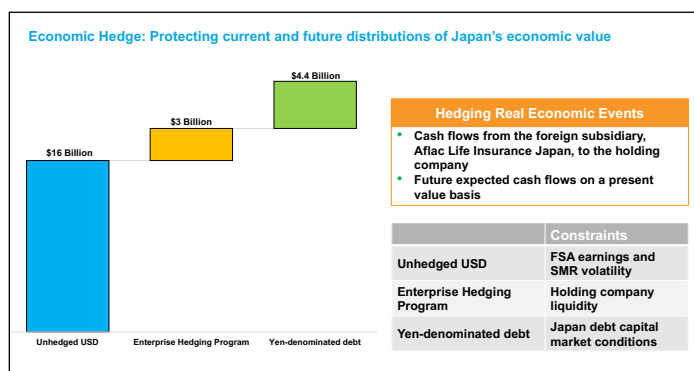 Economic Hedge: Protecting current and future distributions of Japan's economic value
$4.4 Billion
$3 Billion
$16 Billion
Unhedged USD
Enterprise Hedging Program
Yen-denominated debt
Hedging Real Economic Events
• Cash flows from the foreign subsidiary,
Aflac Life Insurance Japan, to the holding
company
• Future expected cash flows on a present
value basis
Constraints
Unhedged USD
FSA earnings and
SMR volatility
Enterprise Hedging
Program
Holding company
liquidity
Yen-denominated debt
Japan debt capital
market conditions